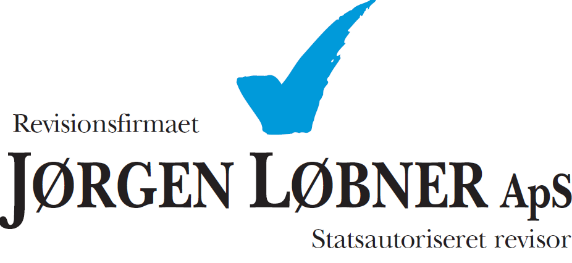 Revisionsfirmaet
JØRGEN LØBNER ApS
Statsautoriseret revisor